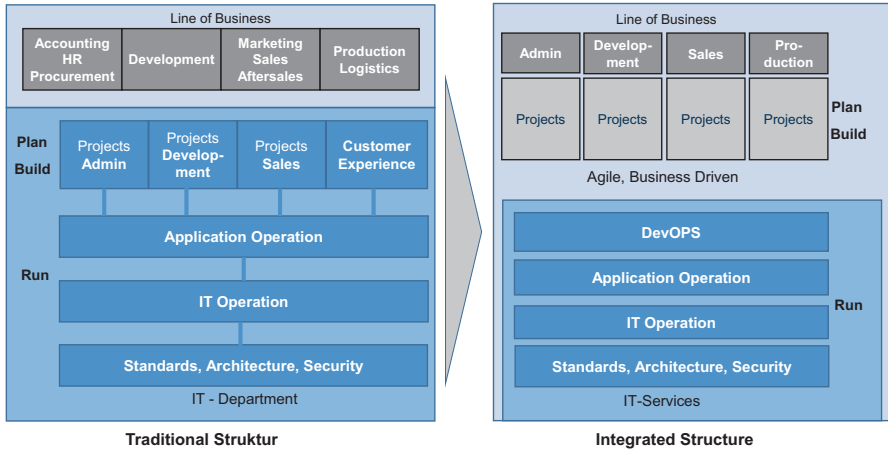 Line of Business
Accounting
HR
Procurement
Development
Marketing
Sales
Aftersales
Production
Logistics
Plan
Build
Projects
Admin
Projects
Develop-
ment
Projects
Sales
Customer
Experience
Application Operation
Run
IT Operation
Standards, Architecture, Security
IT - Department
Traditional Struktur
Line of Business
Admin
Develop-
ment
Sales
Pro-
duction
Projects
Projects
Projects
Projects
Plan
Build
Agile, Business Driven
DevOPS
Application Operation
Run
IT Operation
Standards, Architecture, Security
IT-Services
Integrated Structure